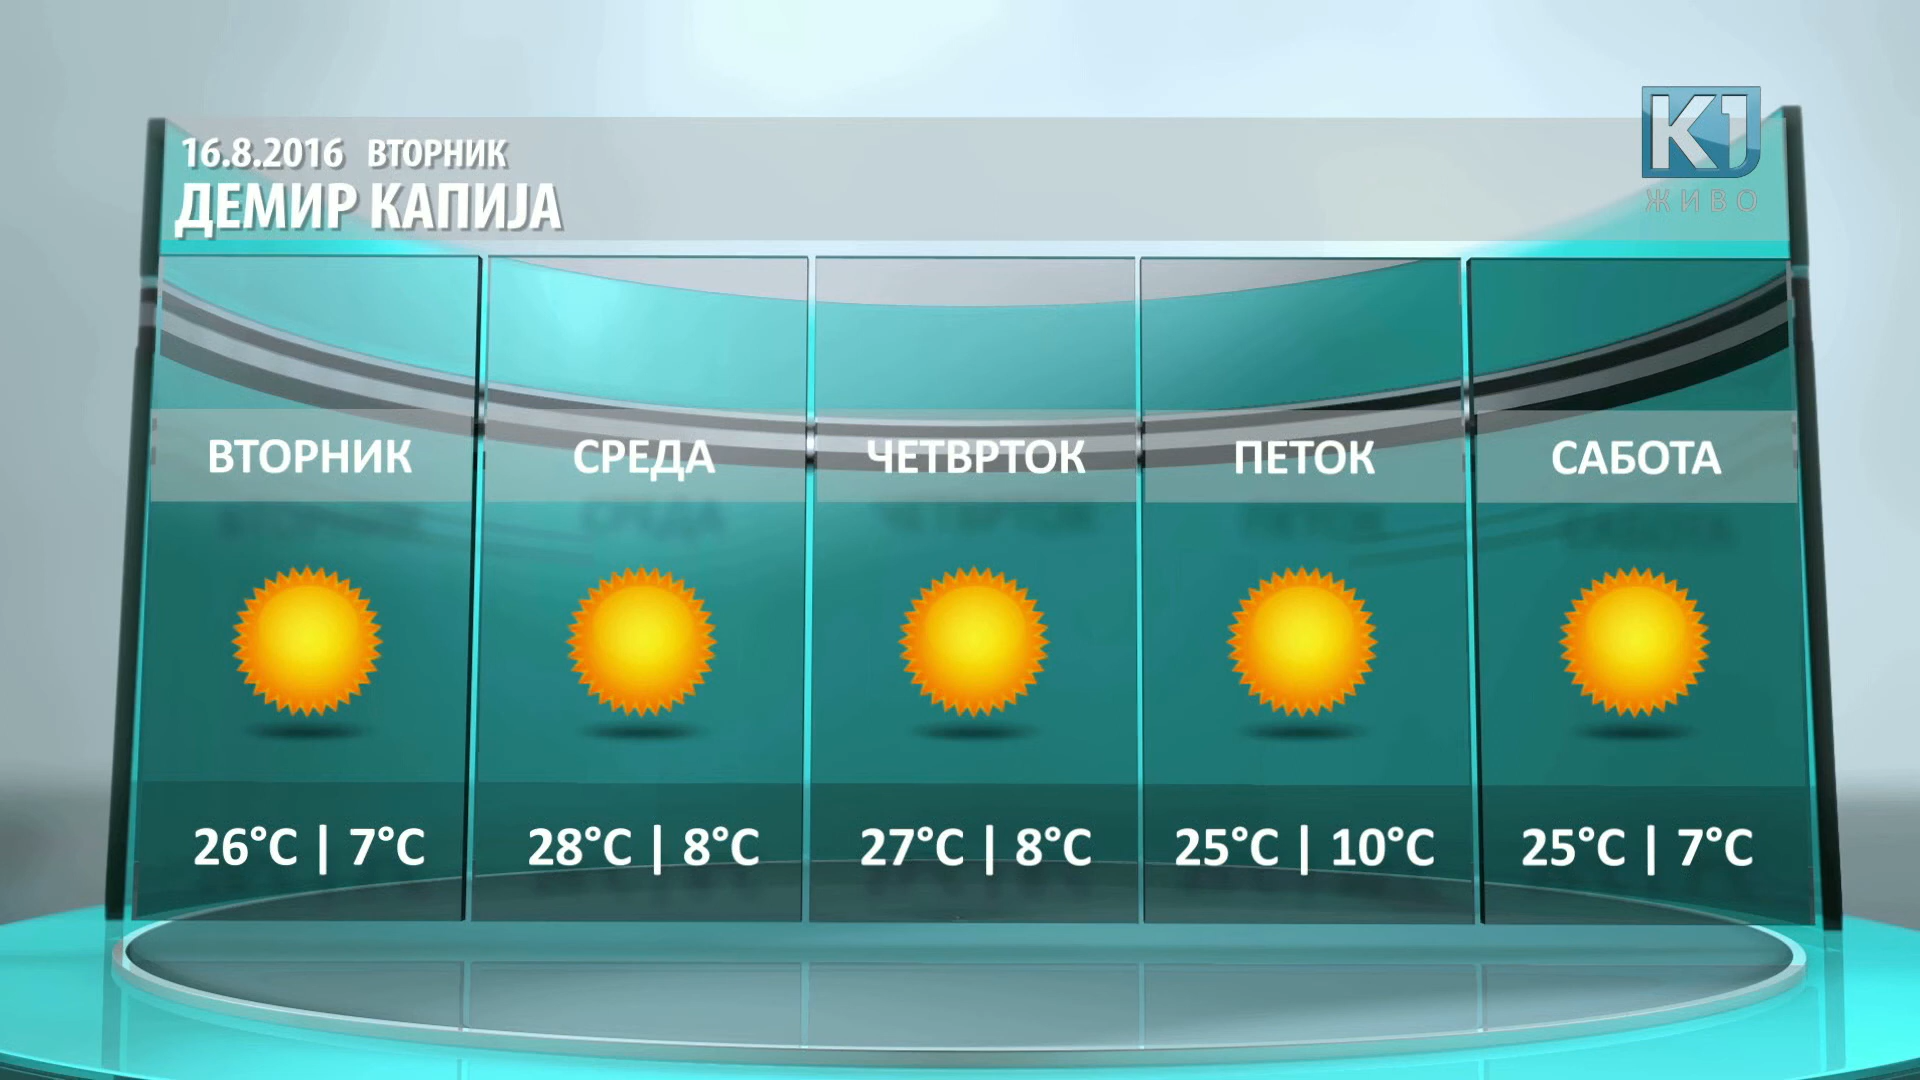 16.8.2016 ВТОРНИК
ДЕМИР КАПИЈА
K1
ЖИВО
ВТОРНИК СРЕДА ЧЕТВРТОК ПЕТОК САБОТА
26°C | 7°C 28°C | 8°C 27°C | 8°C 25°C | 10°C 25°C | 7°C